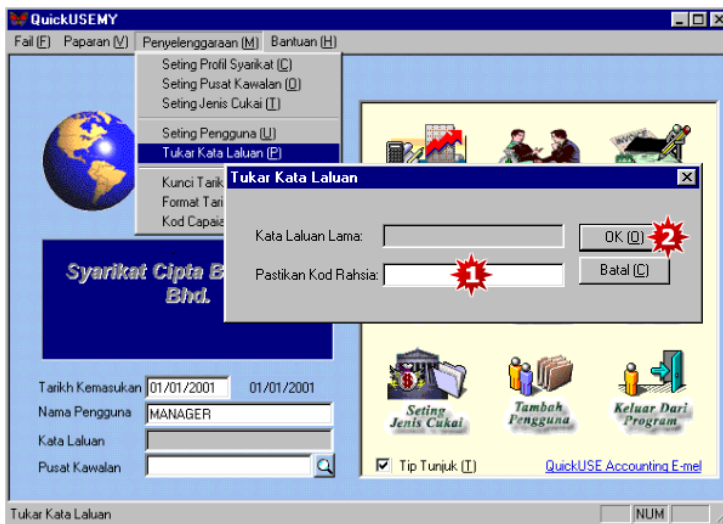 QuickUSEMY
Fail (F) Paparan (V) Penyelenggaraan (M) Bantuan (H)
Seting Profil Syarikat (C)
Seting Pusat Kawalan (O)
Seting Jenis Cukai (T)
Seting Pengguna (U)
Tukar Kata Laluan (P)
Kunci Tarik
Format Tari
Kod Capaia
INVOICE
Tukar Kata Laluan
Kata Laluan Lama:
OK (O)
2
Pastikan Kod Rahsia:
1
Batal (C)
Syarikat Cipta B
Bhd.
Tarikh Kemasukan 01/01/2001 01/01/2001
Nama Pengguna MANAGER
Kata Laluan
Pusat Kawalan
Seting Jenis Cukai
Tambah Pengguna
Keluar Dari Program
Tip Tunjuk (T)
QuickUSE Accounting E-mel
Tukar Kata Laluan
NUM